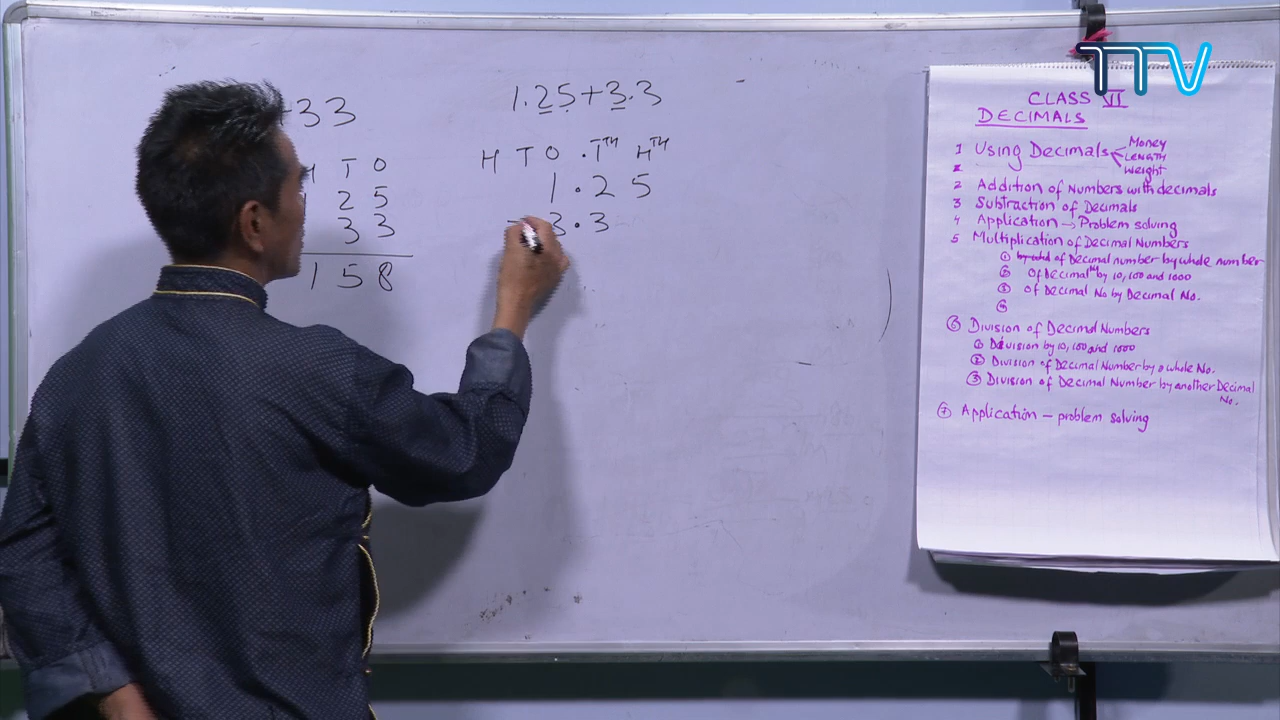 +33
H T O
1 2 5
3 3
1 5 8
1.25+3.3
H T O .TTH HTH
1.2 5
3.3
TTV
CLASS VI
DECIMALS
1 Using Decimals Money
Length
Weight
2 Addition of Numbers with decimals
3 Subtraction of Decimals
4 Application → Problem solving
5 Multiplication of Decimal Numbers
① of Decimal number by whole number
② of Decimal by 10, 100 and 1000
③ of Decimal No by Decimal No.
④
⑥ Division of Decimal Numbers
① Division by 10, 100 and 1000
② Division of Decimal Number by a whole No.
③ Division of Decimal Number by another Decimal
No.
⑦ Application – problem solving